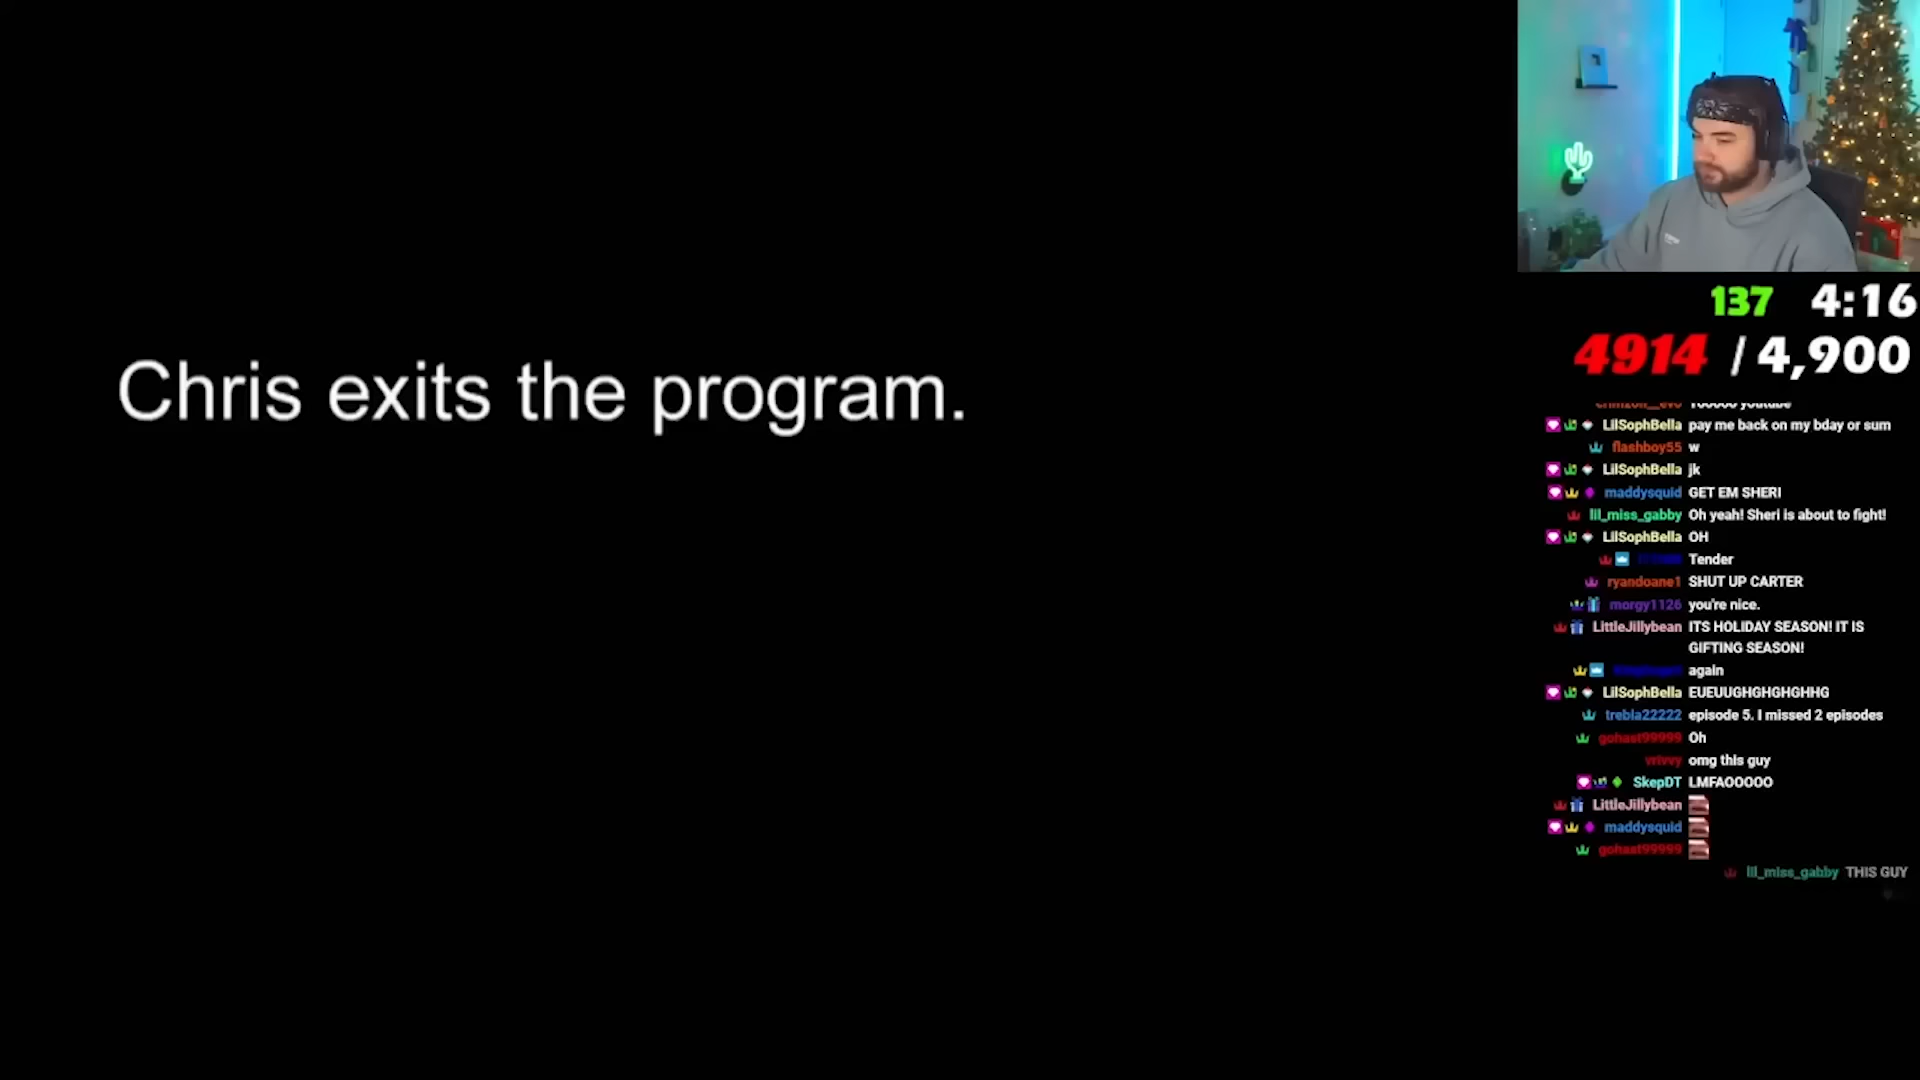 Chris exits the program.
137 4:16
4914 / 4,900
youtube
LilSophBella pay me back on my bday or sum
flashboy55 w
LilSophBella jk
maddysquid GET EM SHERI
lil_miss_gabby Oh yeah! Sheri is about to fight!
LilSophBella OH
Tender
ryandoane1 SHUT UP CARTER
morgy1126 you're nice.
LittleJillybean ITS HOLIDAY SEASON! IT IS
GIFTING SEASON!
again
LilSophBella EUEUUGHGHGHGHHG
trebla22222 episode 5. I missed 2 episodes
gohast99999 Oh
omg this guy
SkepDT LMFAOOOOO
LittleJillybean
maddysquid
gohast99999
lil_miss_gabby THIS GUY